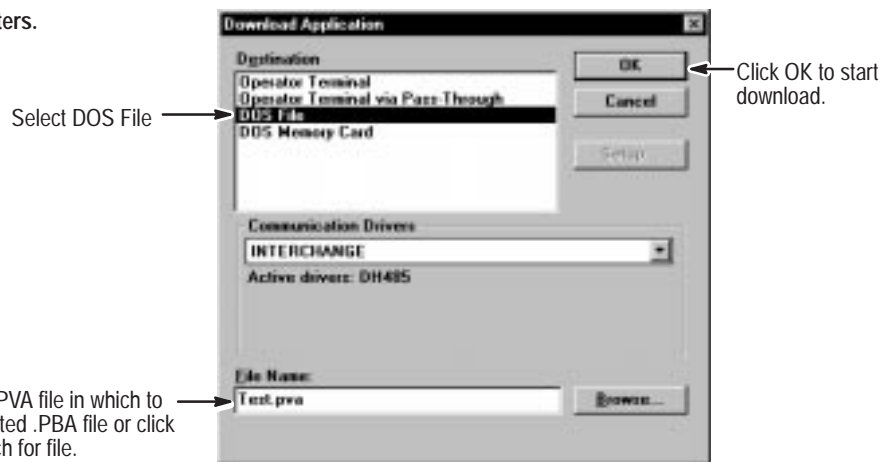 ters.
Download Application
Destination
Operator Terminal
Operator Terminal via Pass-Through
DOS File
DOS Memory Card
OK
Cancel
Setup
Click OK to start
download.
Select DOS File
Communication Drivers
INTERCHANGE
Active drivers: DH485
File Name:
Test.pva
Browse...
PVA file in which to
ted .PBA file or click
ch for file.